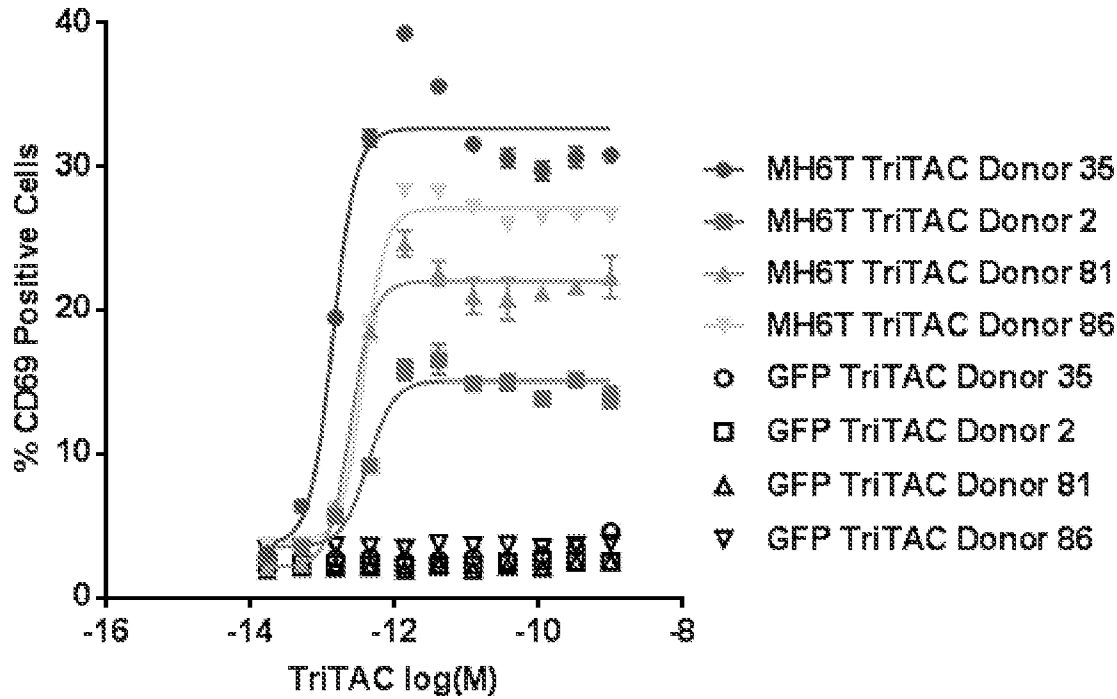 % CD69 Positive Cells
40
30
20
10
0
-16
-14
-12
-10
-8
TriTAC log(M)
MH6T TriTAC Donor 35
MH6T TriTAC Donor 2
MH6T TriTAC Donor 81
MH6T TriTAC Donor 86
GFP TriTAC Donor 35
GFP TriTAC Donor 2
GFP TriTAC Donor 81
GFP TriTAC Donor 86